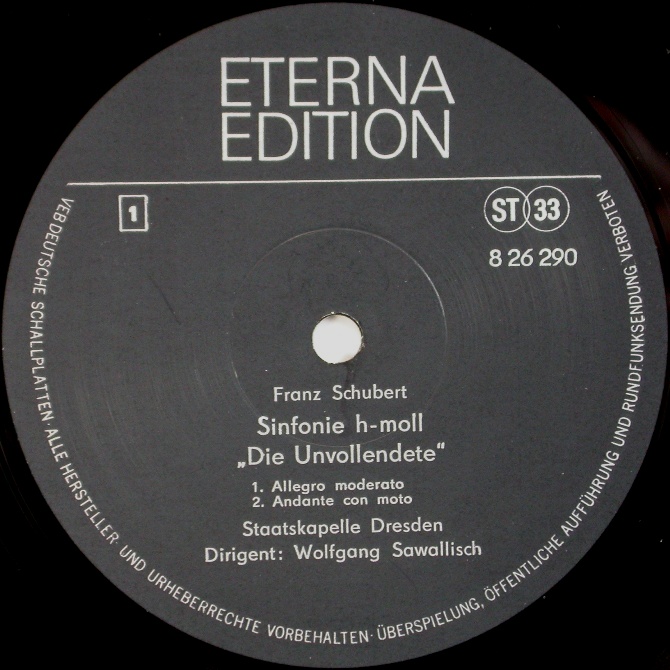 ETERNA
EDITION
1
ST 33
8 26 290
Franz Schubert
Sinfonie h-moll
„Die Unvollendete“
1. Allegro moderato
2. Andante con moto
Staatskapelle Dresden
Dirigent: Wolfgang Sawallisch
VEB DEUTSCHE SCHALLPLATTEN · ALLE HERSTELLER- UND URHEBERRECHTE VORBEHALTEN · ÜBERSPIELUNG, ÖFFENTLICHE AUFFÜHRUNG UND RUNDFUNKSENDUNG VERBOTEN